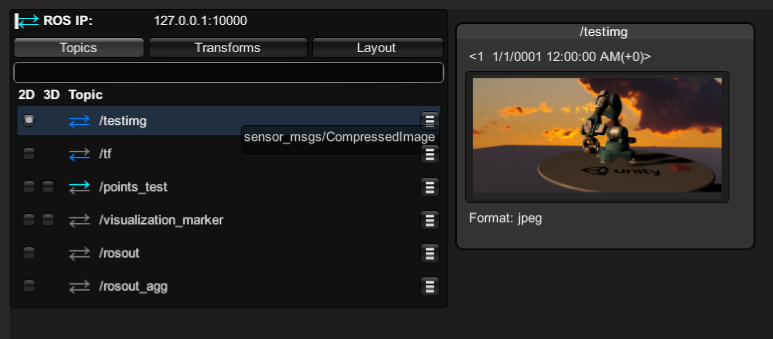 ROS IP: 127.0.0.1:10000
Topics Transforms Layout
2D 3D Topic
/testimg
sensor_msgs/CompressedImage
/tf
/points_test
/visualization_marker
/rosout
/rosout_agg
/testimg
<1 1/1/0001 12:00:00 AM(+0)>
unity
Format: jpeg